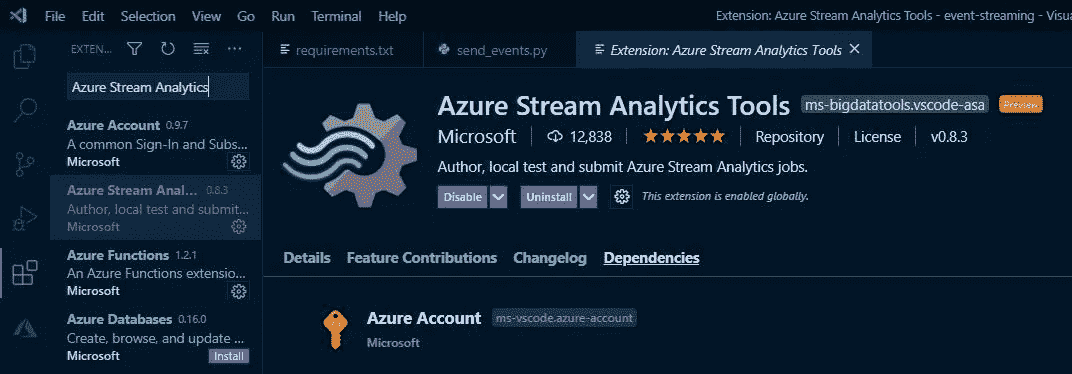 File Edit Selection View Go Run Terminal Help Extension: Azure Stream Analytics Tools - event-streaming - Visua
EXTEN...
requirements.txt send_events.py Extension: Azure Stream Analytics Tools
Azure Stream Analytics
Azure Account 0.9.7
A common Sign-In and Subs...
Microsoft
Azure Stream Anal... 0.8.3
Author, local test and submit...
Microsoft
Azure Functions 1.2.1
An Azure Functions extensio...
Microsoft
Azure Databases 0.16.0
Create, browse, and update ...
Microsoft Install
Azure Stream Analytics Tools ms-bigdatatools.vscode-asa Preview
Microsoft 12,838 Repository License v0.8.3
Author, local test and submit Azure Stream Analytics jobs.
Disable Uninstall This extension is enabled globally.
Details Feature Contributions Changelog Dependencies
Azure Account ms-vscode.azure-account
Microsoft